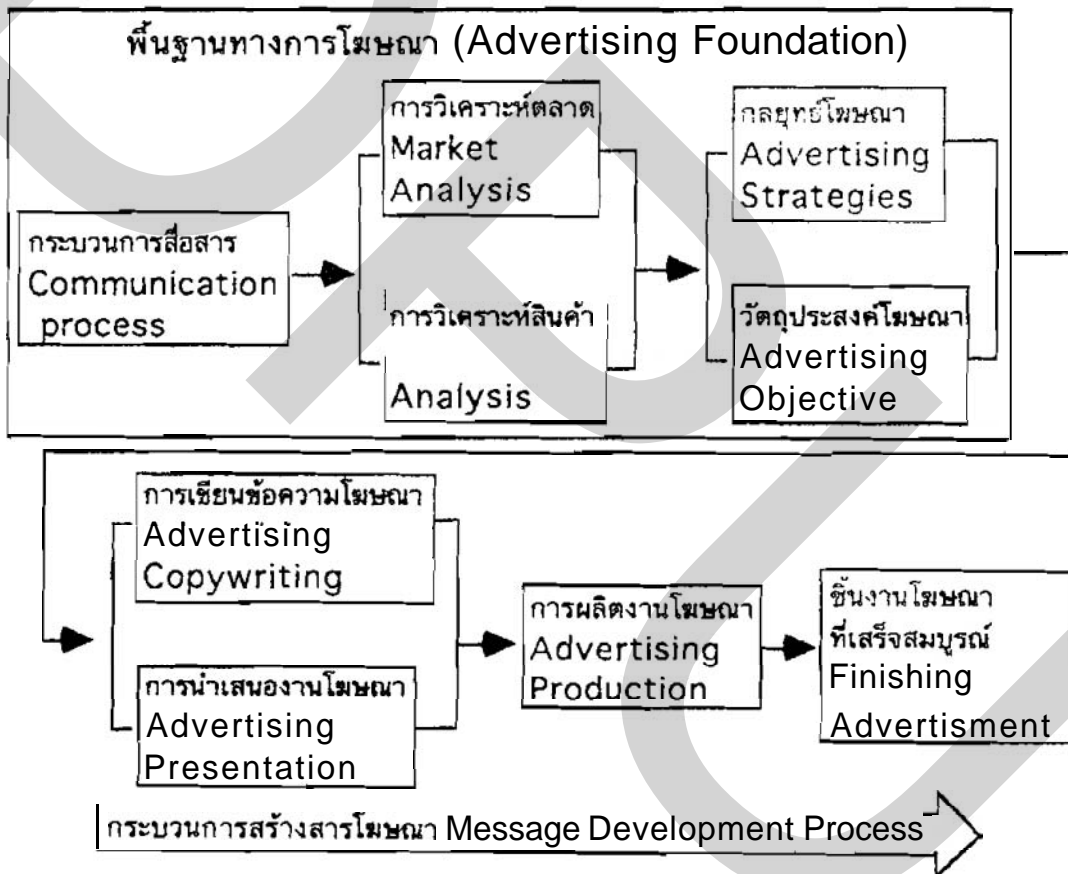 พื้นฐานทางการโฆษณา (Advertising Foundation)
กระบวนการสื่อสาร
Communication
process
การวิเคราะห์ตลาด
Market
Analysis
การวิเคราะห์สินค้า
Analysis
กลยุทธ์โฆษณา
Advertising
Strategies
วัตถุประสงค์โฆษณา
Advertising
Objective
การเขียนข้อความโฆษณา
Advertising
Copywriting
การนำเสนองานโฆษณา
Advertising
Presentation
การผลิตงานโฆษณา
Advertising
Production
ชิ้นงานโฆษณา
ที่เสร็จสมบูรณ์
Finishing
Advertisment
กระบวนการสร้างสารโฆษณา Message Development Process